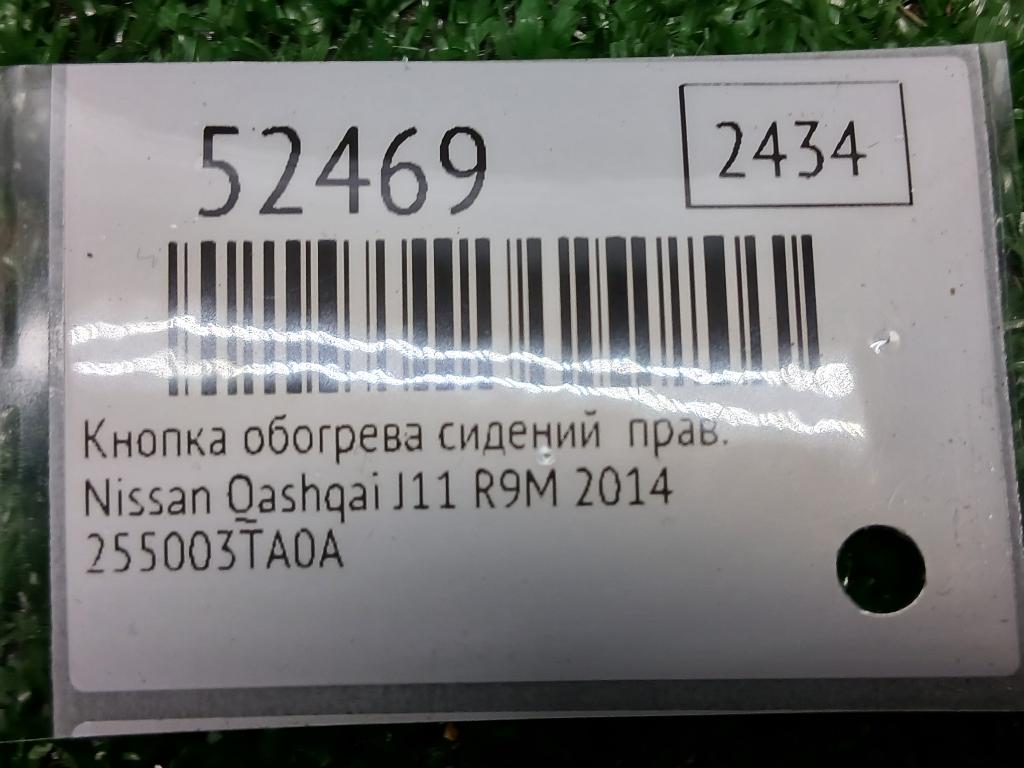 52469
2434
Кнопка обогрева сидений прав.
Nissan Qashqai J11 R9M 2014
255003TA0A